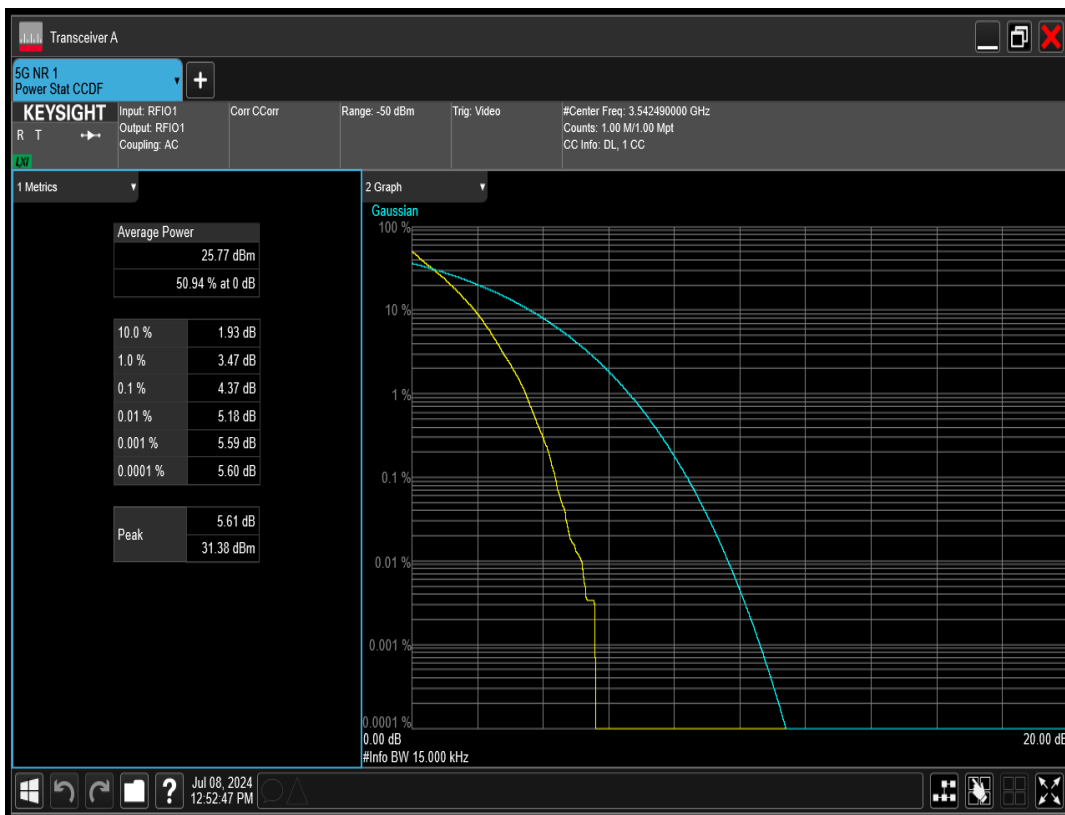 Transceiver A
5G NR 1
Power Stat CCDF
+
KEYSIGHT
R T
LXI
Input: RFIO1
Output: RFIO1
Coupling: AC
Corr CCorr
Range: -50 dBm
Trig: Video
#Center Freq: 3.542490000 GHz
Counts: 1.00 M/1.00 Mpt
CC Info: DL, 1 CC
1 Metrics
Average Power
25.77 dBm
50.94 % at 0 dB
10.0 % 1.93 dB
1.0 % 3.47 dB
0.1 % 4.37 dB
0.01 % 5.18 dB
0.001 % 5.59 dB
0.0001 % 5.60 dB
Peak 5.61 dB
31.38 dBm
2 Graph
Gaussian
100 %
10 %
1 %
0.1 %
0.01 %
0.001 %
0.0001 %
0.00 dB 20.00 dB
#Info BW 15.000 kHz
?
Jul 08, 2024
12:52:47 PM